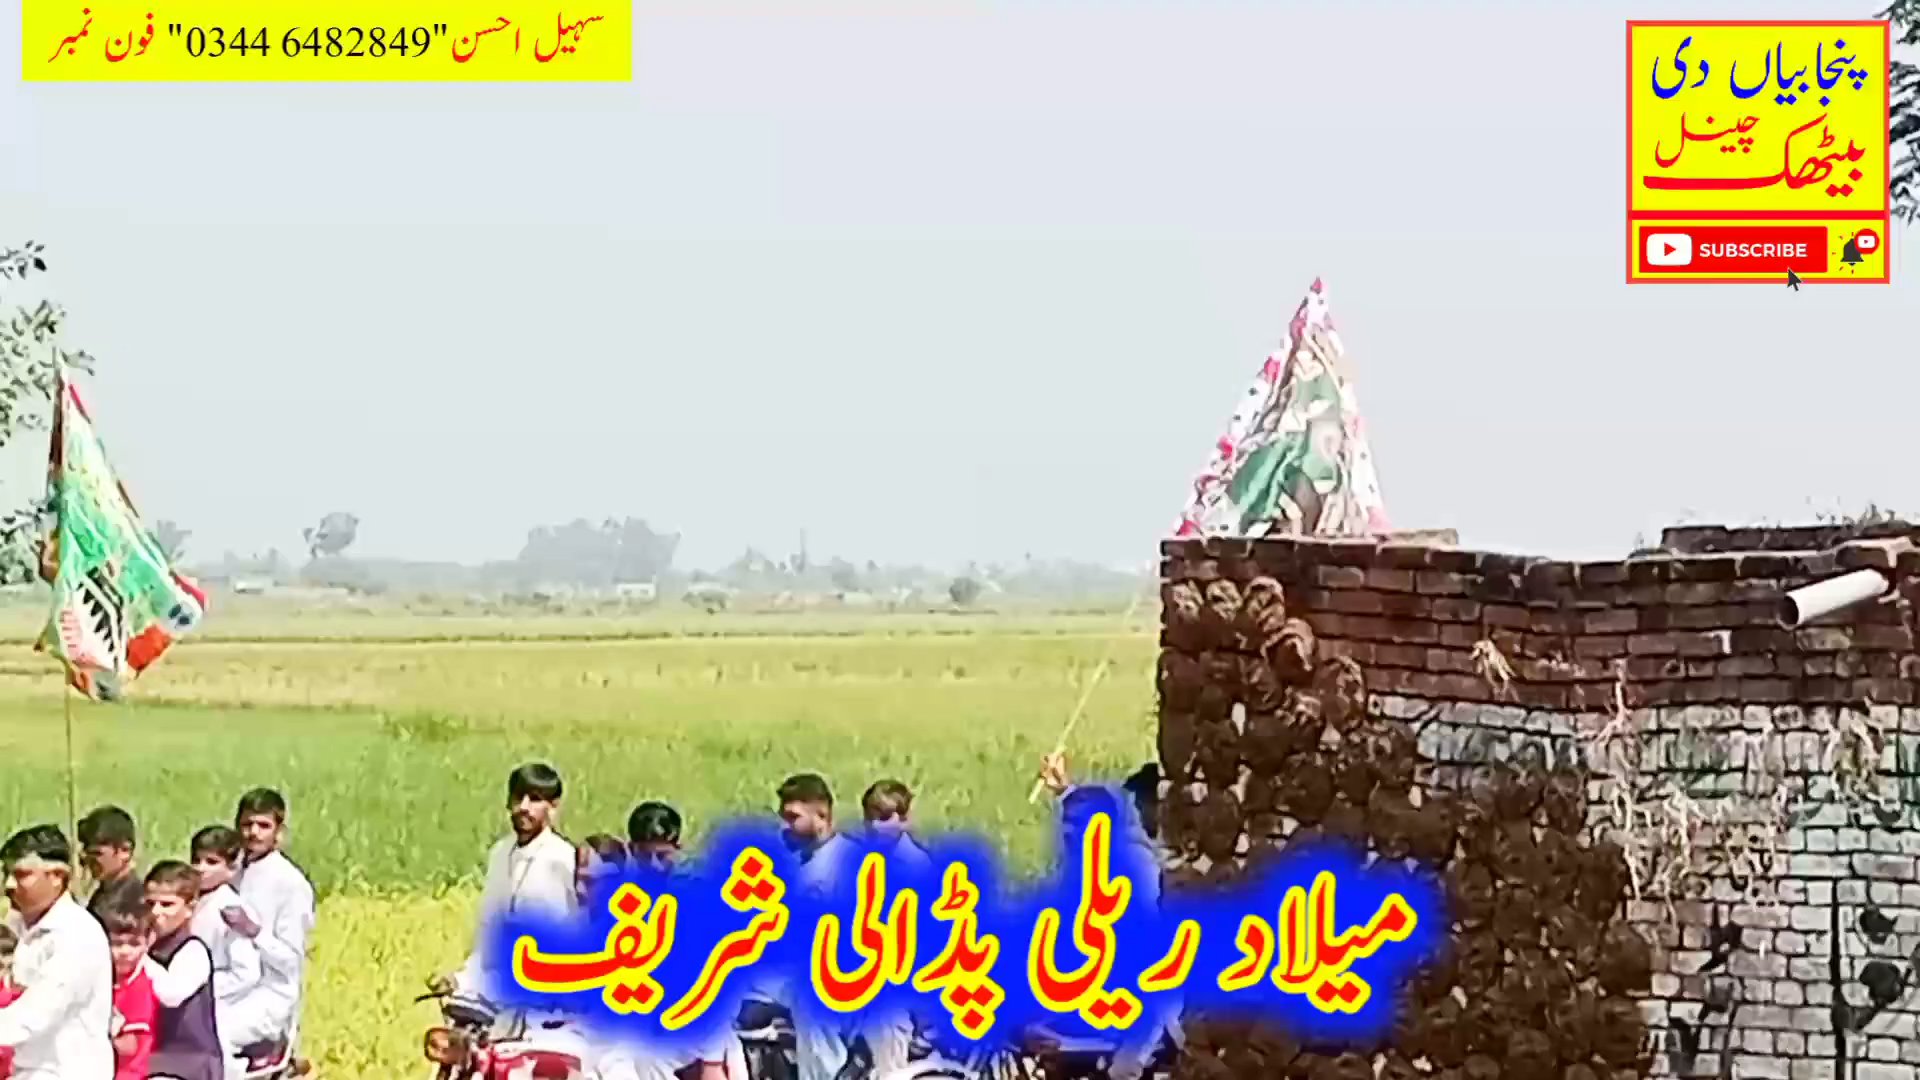 سہیل احسن"0344 6482849" فون نمبر
پنجابیاں دی
بیٹھک چینل
SUBSCRIBE
میلاد ریلی پڈالی شریف